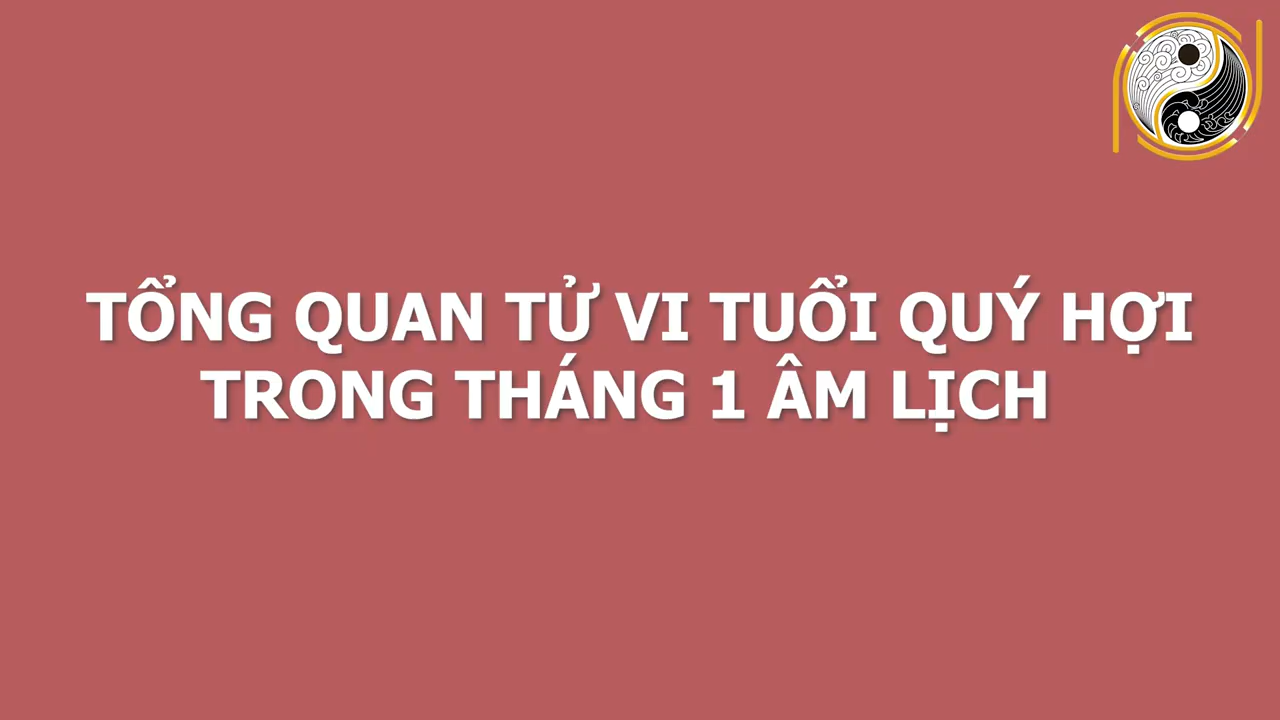 TỔNG QUAN TỬ VI TUỔI QUÝ HỢI
TRONG THÁNG 1 ÂM LỊCH